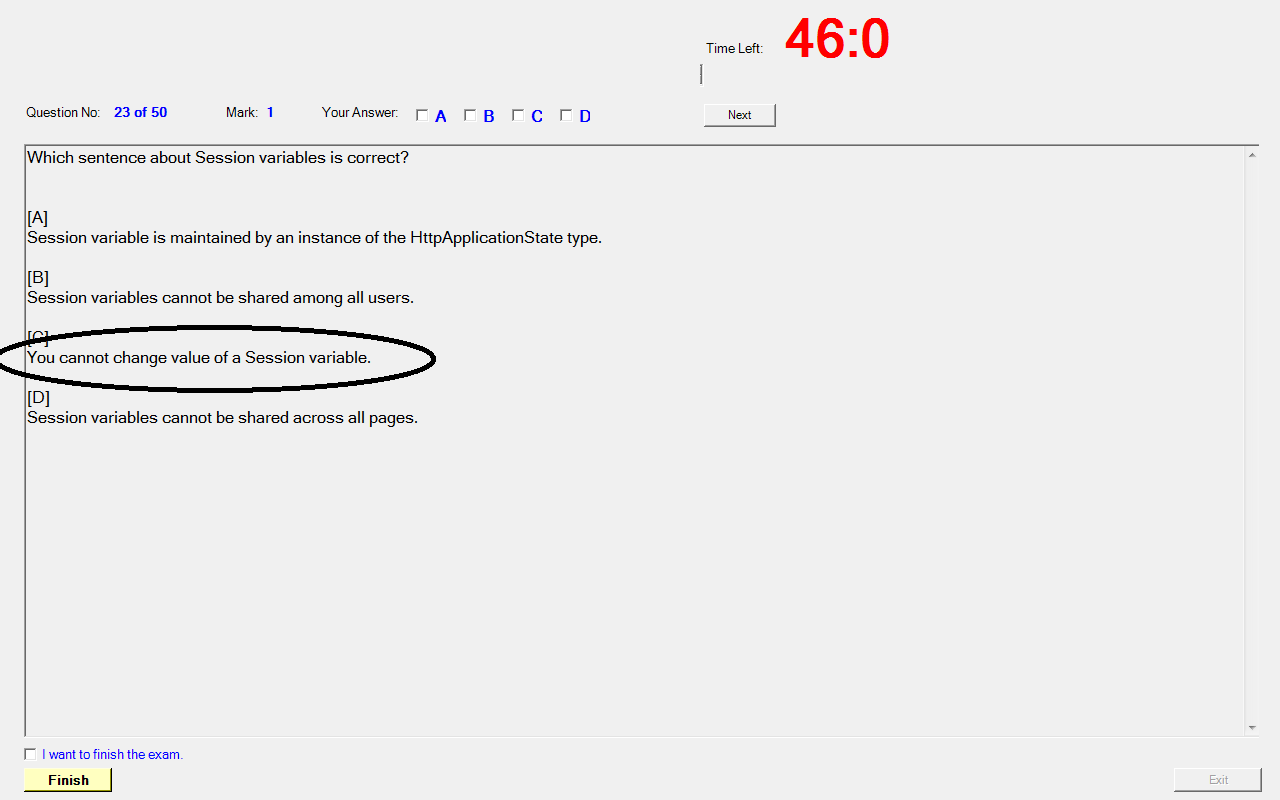 Time Left: 46:0
Question No: 23 of 50 Mark: 1 Your Answer: A B C D Next
Which sentence about Session variables is correct?
[A]
Session variable is maintained by an instance of the HttpApplicationState type.
[B]
Session variables cannot be shared among all users.
[C]
You cannot change value of a Session variable.
[D]
Session variables cannot be shared across all pages.
I want to finish the exam.
Finish Exit